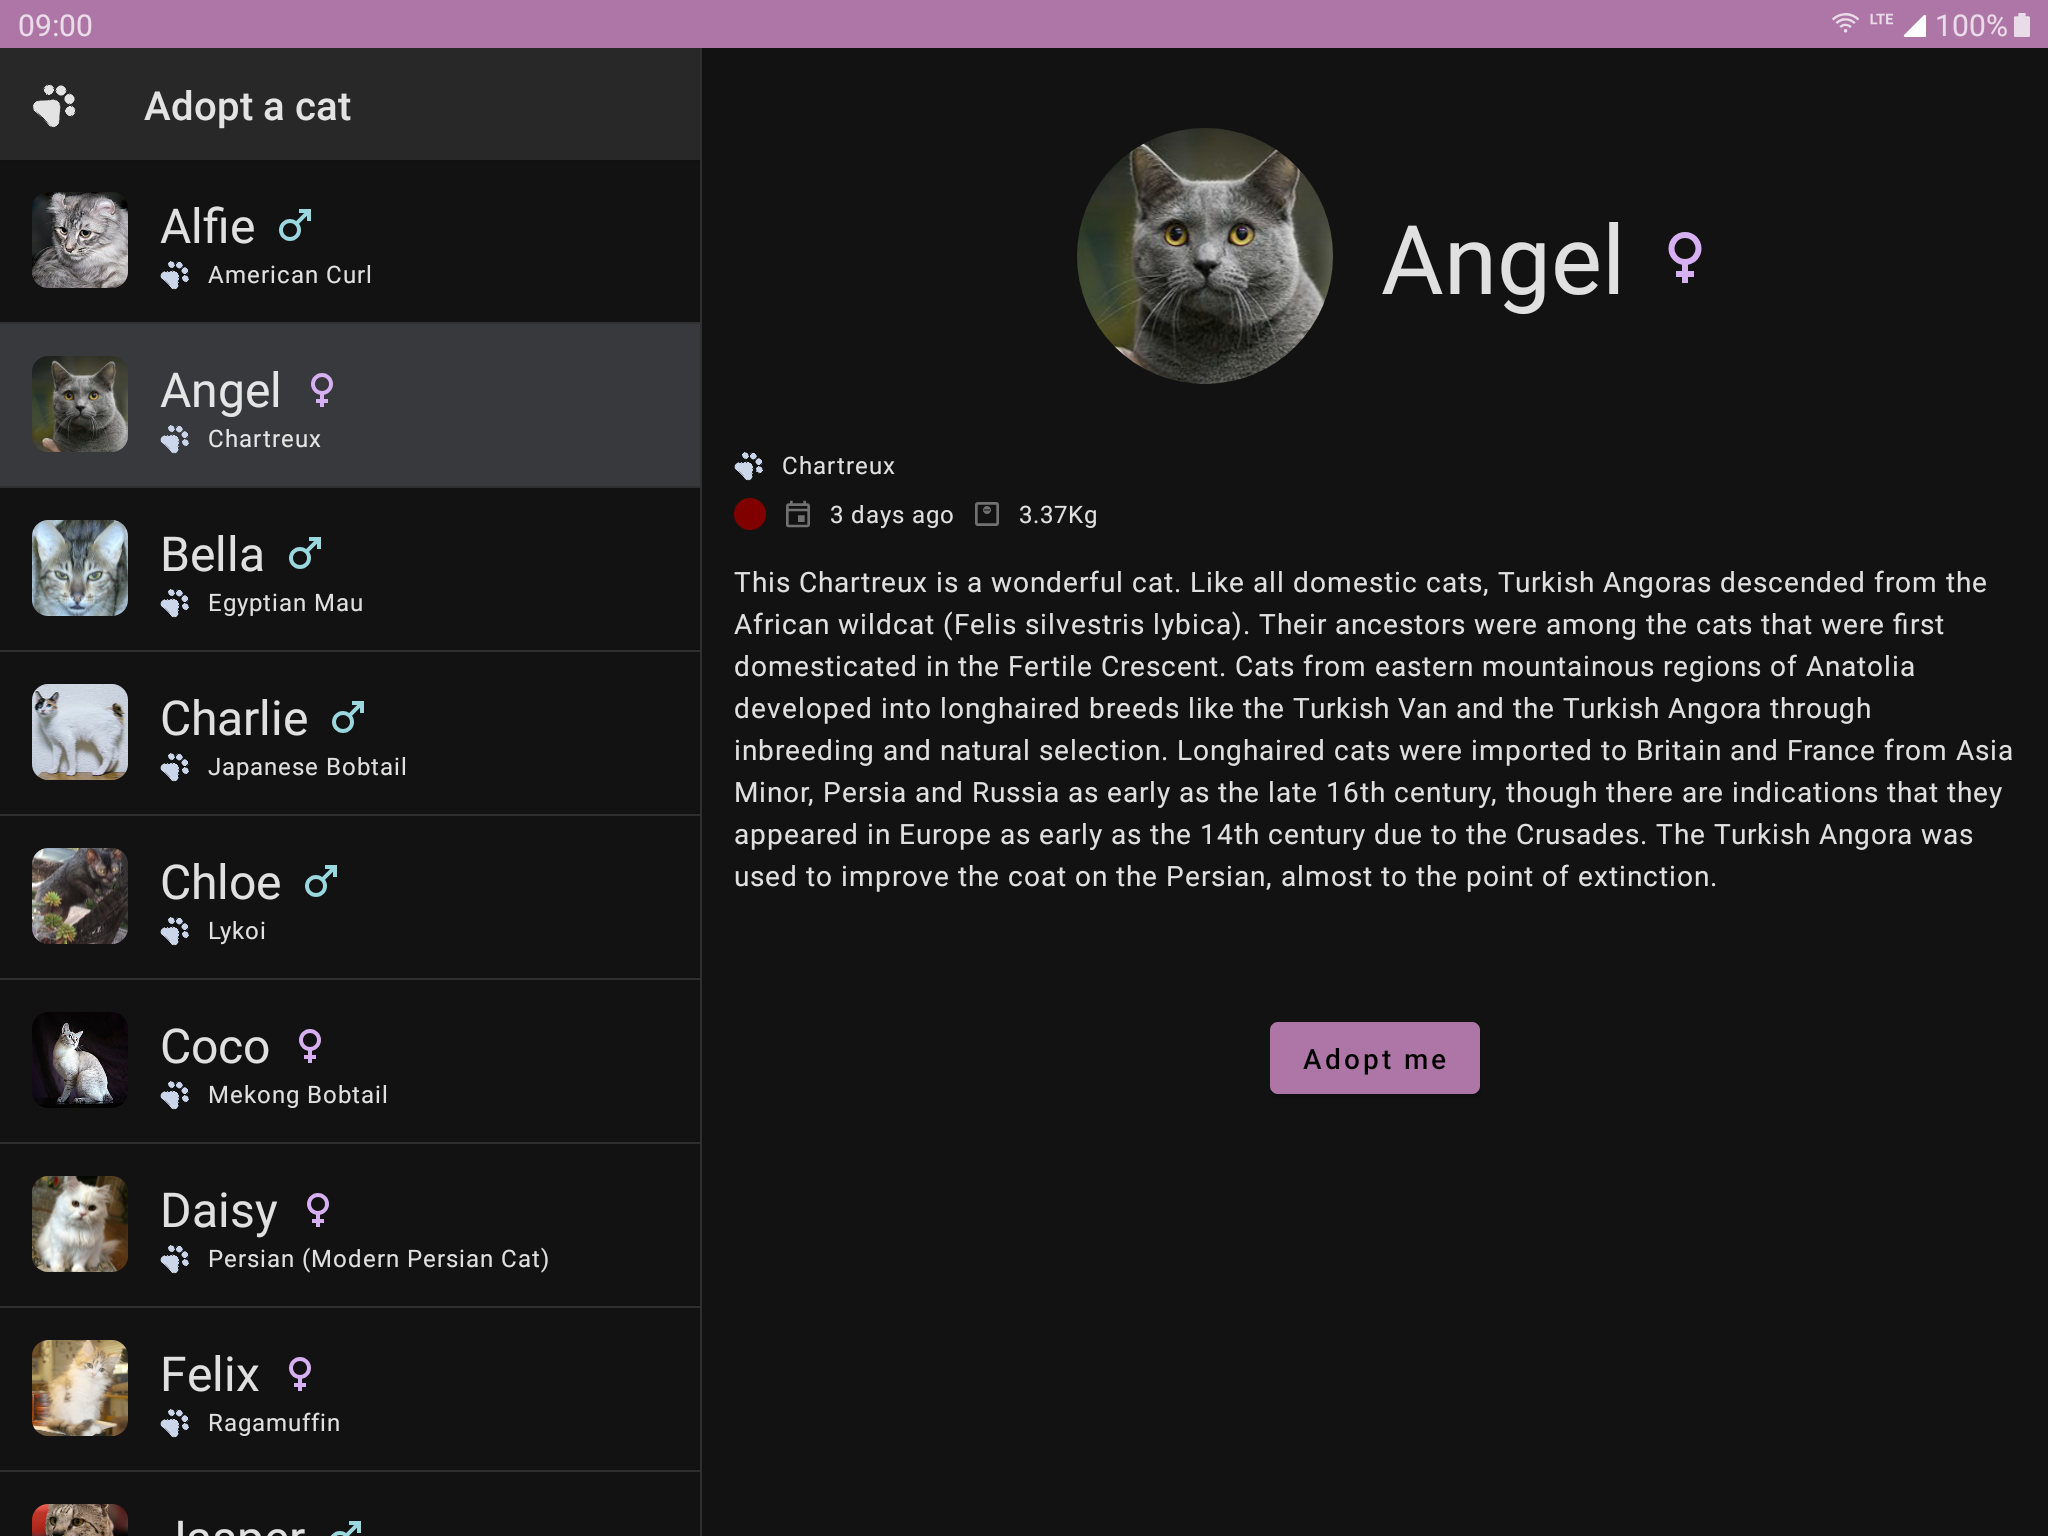 09:00
LTE 100%
Adopt a cat
Alfie
American Curl
Angel
Chartreux
Bella
Egyptian Mau
Charlie
Japanese Bobtail
Chloe
Lykoi
Coco
Mekong Bobtail
Daisy
Persian (Modern Persian Cat)
Felix
Ragamuffin
Jasper
Angel
Chartreux
3 days ago 3.37Kg
This Chartreux is a wonderful cat. Like all domestic cats, Turkish Angoras descended from the
African wildcat (Felis silvestris lybica). Their ancestors were among the cats that were first
domesticated in the Fertile Crescent. Cats from eastern mountainous regions of Anatolia
developed into longhaired breeds like the Turkish Van and the Turkish Angora through
inbreeding and natural selection. Longhaired cats were imported to Britain and France from Asia
Minor, Persia and Russia as early as the late 16th century, though there are indications that they
appeared in Europe as early as the 14th century due to the Crusades. The Turkish Angora was
used to improve the coat on the Persian, almost to the point of extinction.
Adopt me